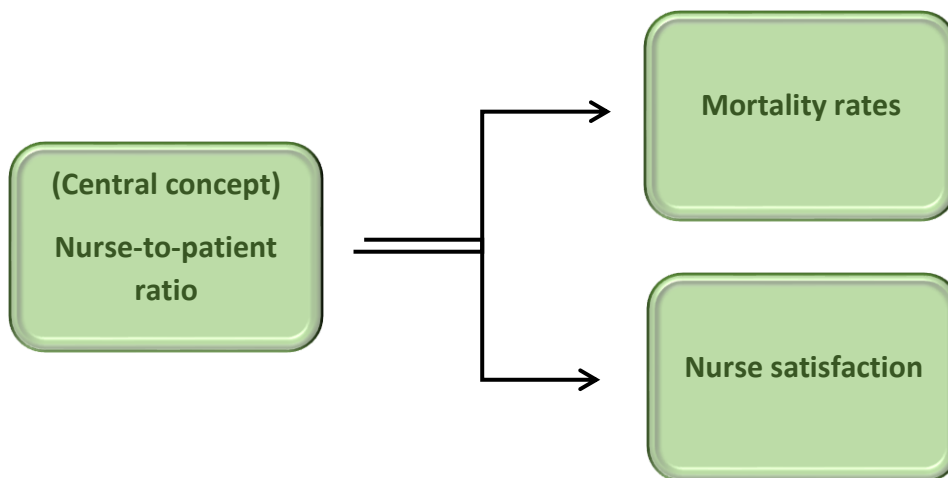 (Central concept)
Nurse-to-patient
ratio
Mortality rates
Nurse satisfaction